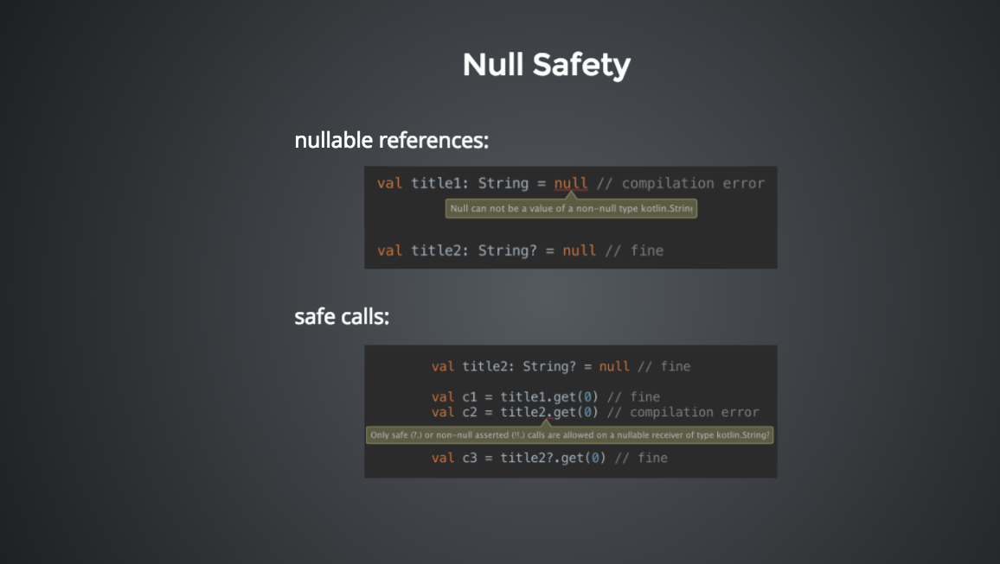 Null Safety
nullable references:
val title1: String = null // compilation error
Null can not be a value of a non-null type kotlin.String
val title2: String? = null // fine
safe calls:
val title2: String? = null // fine
val c1 = title1.get(0) // fine
val c2 = title2.get(0) // compilation error
Only safe (?.) or non-null asserted (!!.) calls are allowed on a nullable receiver of type kotlin.String?
val c3 = title2?.get(0) // fine